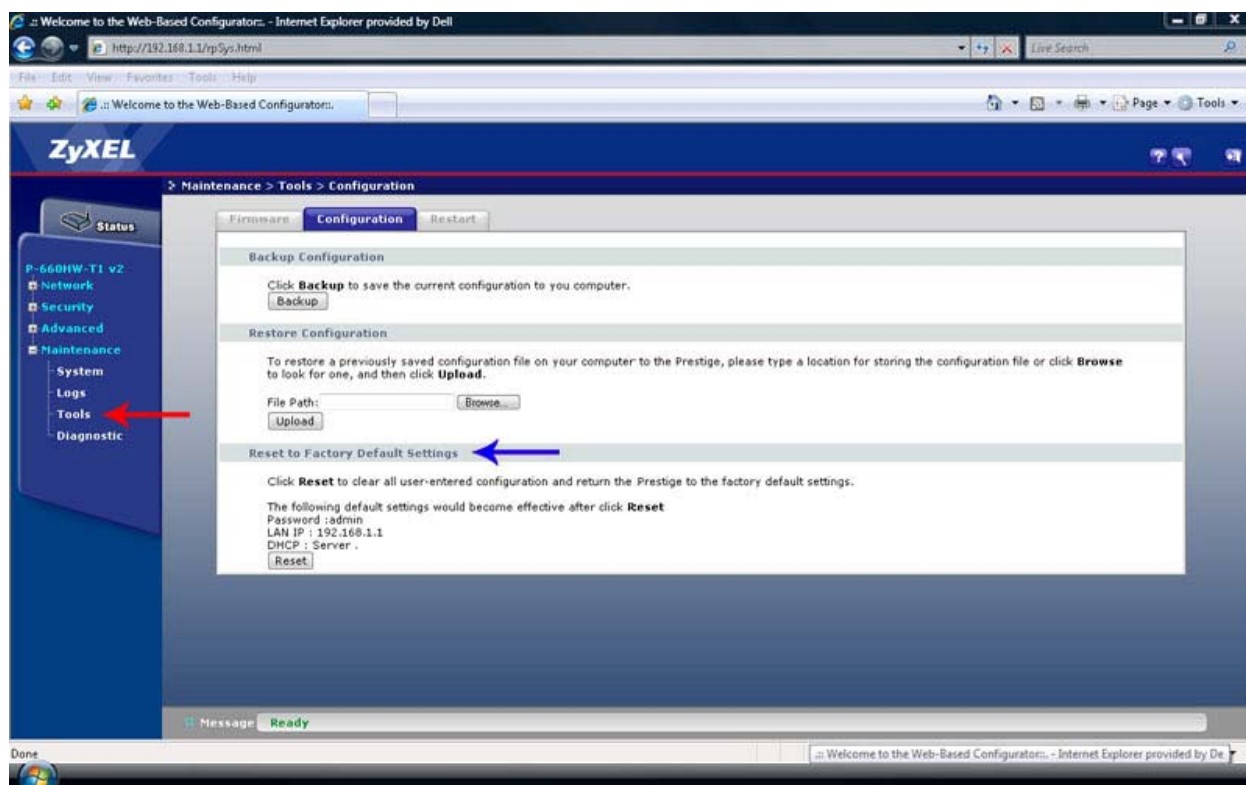 .:: Welcome to the Web-Based Configurator::. - Internet Explorer provided by Dell
http://192.168.1.1/rpSys.html
Live Search
File Edit View Favorites Tools Help
.:: Welcome to the Web-Based Configurator::.
Page Tools
ZyXEL
Maintenance > Tools > Configuration
Status
P-660HW-T1 v2
Network
Security
Advanced
Maintenance
System
Logs
Tools
Diagnostic
Firmware Configuration Restart
Backup Configuration
Click Backup to save the current configuration to you computer.
Backup
Restore Configuration
To restore a previously saved configuration file on your computer to the Prestige, please type a location for storing the configuration file or click Browse
to look for one, and then click Upload.
File Path: Browse...
Upload
Reset to Factory Default Settings
Click Reset to clear all user-entered configuration and return the Prestige to the factory default settings.
The following default settings would become effective after click Reset
Password :admin
LAN IP : 192.168.1.1
DHCP : Server .
Reset
Message Ready
Done
.:: Welcome to the Web-Based Configurator::. - Internet Explorer provided by De